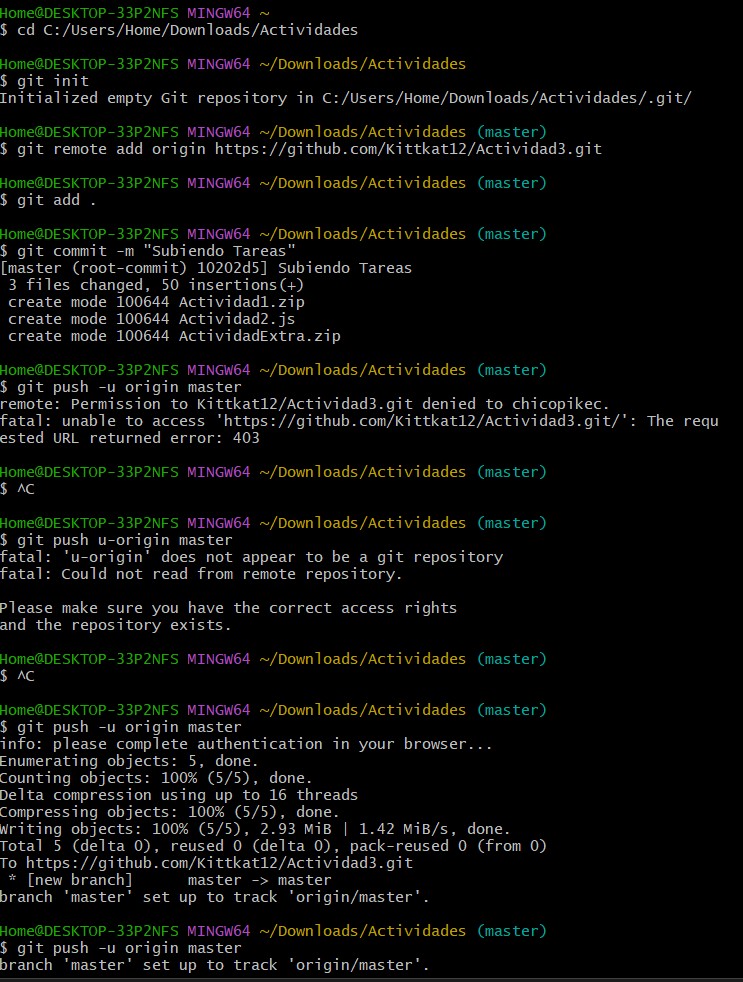 Home@DESKTOP-33P2NFS MINGW64 ~
$ cd C:/Users/Home/Downloads/Actividades
Home@DESKTOP-33P2NFS MINGW64 ~/Downloads/Actividades
$ git init
Initialized empty Git repository in C:/Users/Home/Downloads/Actividades/.git/
Home@DESKTOP-33P2NFS MINGW64 ~/Downloads/Actividades (master)
$ git remote add origin https://github.com/Kittkat12/Actividad3.git
Home@DESKTOP-33P2NFS MINGW64 ~/Downloads/Actividades (master)
$ git add .
Home@DESKTOP-33P2NFS MINGW64 ~/Downloads/Actividades (master)
$ git commit -m "Subiendo Tareas"
[master (root-commit) 10202d5] Subiendo Tareas
3 files changed, 50 insertions(+)
create mode 100644 Actividad1.zip
create mode 100644 Actividad2.js
create mode 100644 ActividadExtra.zip
Home@DESKTOP-33P2NFS MINGW64 ~/Downloads/Actividades (master)
$ git push -u origin master
remote: Permission to Kittkat12/Actividad3.git denied to chicopikec.
fatal: unable to access 'https://github.com/Kittkat12/Actividad3.git/': The requ
ested URL returned error: 403
Home@DESKTOP-33P2NFS MINGW64 ~/Downloads/Actividades (master)
$ ^C
Home@DESKTOP-33P2NFS MINGW64 ~/Downloads/Actividades (master)
$ git push u-origin master
fatal: 'u-origin' does not appear to be a git repository
fatal: Could not read from remote repository.
Please make sure you have the correct access rights
and the repository exists.
Home@DESKTOP-33P2NFS MINGW64 ~/Downloads/Actividades (master)
$ ^C
Home@DESKTOP-33P2NFS MINGW64 ~/Downloads/Actividades (master)
$ git push -u origin master
info: please complete authentication in your browser...
Enumerating objects: 5, done.
Counting objects: 100% (5/5), done.
Delta compression using up to 16 threads
Compressing objects: 100% (5/5), done.
Writing objects: 100% (5/5), 2.93 MiB | 1.42 MiB/s, done.
Total 5 (delta 0), reused 0 (delta 0), pack-reused 0 (from 0)
To https://github.com/Kittkat12/Actividad3.git
* [new branch]      master -> master
branch 'master' set up to track 'origin/master'.
Home@DESKTOP-33P2NFS MINGW64 ~/Downloads/Actividades (master)
$ git push -u origin master
branch 'master' set up to track 'origin/master'.